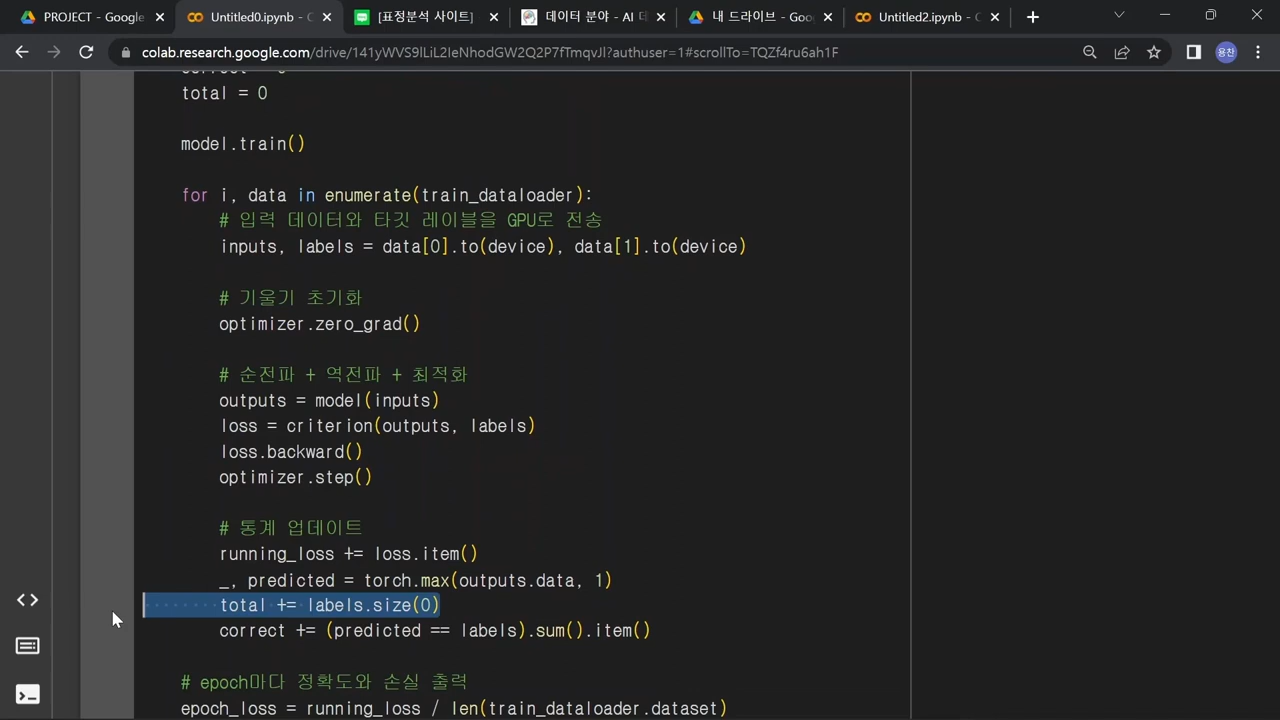 PROJECT - Google
Untitled0.ipynb - C
[표정분석 사이트]
데이터 분야 - AI 데
내 드라이브 - Goo
Untitled2.ipynb - C
colab.research.google.com/drive/141yWVS9lLiL2IeNhodGW2Q2P7fTmqvJl?authuser=1#scrollTo=TQZf4ru6ah1F
용찬
total = 0
model.train()
for i, data in enumerate(train_dataloader):
# 입력 데이터와 타깃 레이블을 GPU로 전송
inputs, labels = data[0].to(device), data[1].to(device)
# 기울기 초기화
optimizer.zero_grad()
# 순전파 + 역전파 + 최적화
outputs = model(inputs)
loss = criterion(outputs, labels)
loss.backward()
optimizer.step()
# 통계 업데이트
running_loss += loss.item()
_, predicted = torch.max(outputs.data, 1)
total += labels.size(0)
correct += (predicted == labels).sum().item()
# epoch마다 정확도와 손실 출력
epoch_loss = running_loss / len(train_dataloader.dataset)